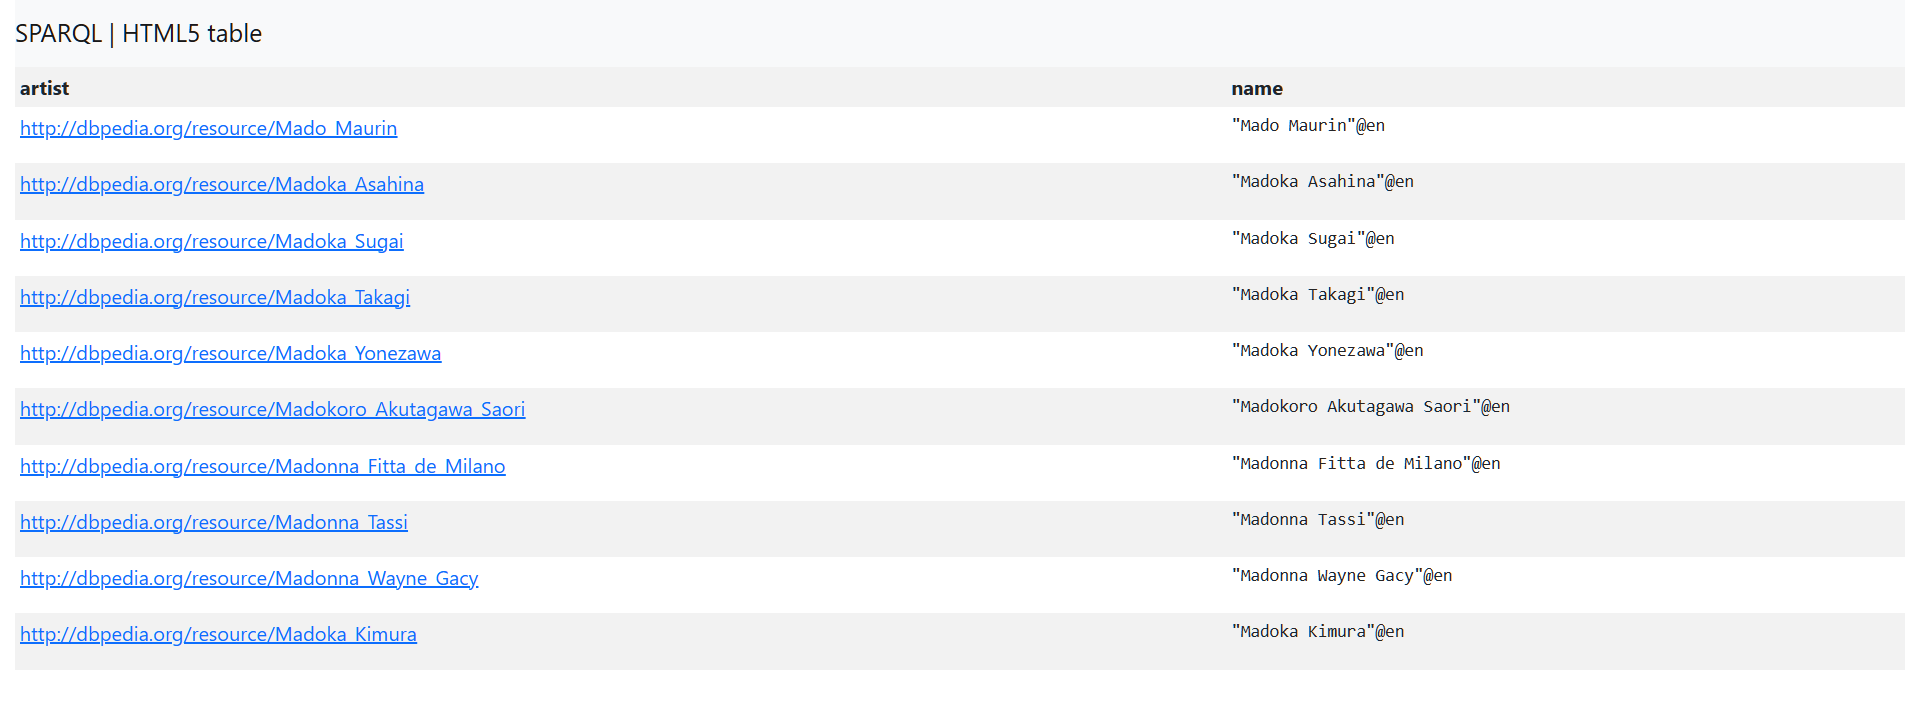 SPARQL | HTML5 table
artist name
http://dbpedia.org/resource/Mado_Maurin "Mado Maurin"@en
http://dbpedia.org/resource/Madoka_Asahina "Madoka Asahina"@en
http://dbpedia.org/resource/Madoka_Sugai "Madoka Sugai"@en
http://dbpedia.org/resource/Madoka_Takagi "Madoka Takagi"@en
http://dbpedia.org/resource/Madoka_Yonezawa "Madoka Yonezawa"@en
http://dbpedia.org/resource/Madokoro_Akutagawa_Saori "Madokoro Akutagawa Saori"@en
http://dbpedia.org/resource/Madonna_Fitta_de_Milano "Madonna Fitta de Milano"@en
http://dbpedia.org/resource/Madonna_Tassi "Madonna Tassi"@en
http://dbpedia.org/resource/Madonna_Wayne_Gacy "Madonna Wayne Gacy"@en
http://dbpedia.org/resource/Madoka_Kimura "Madoka Kimura"@en